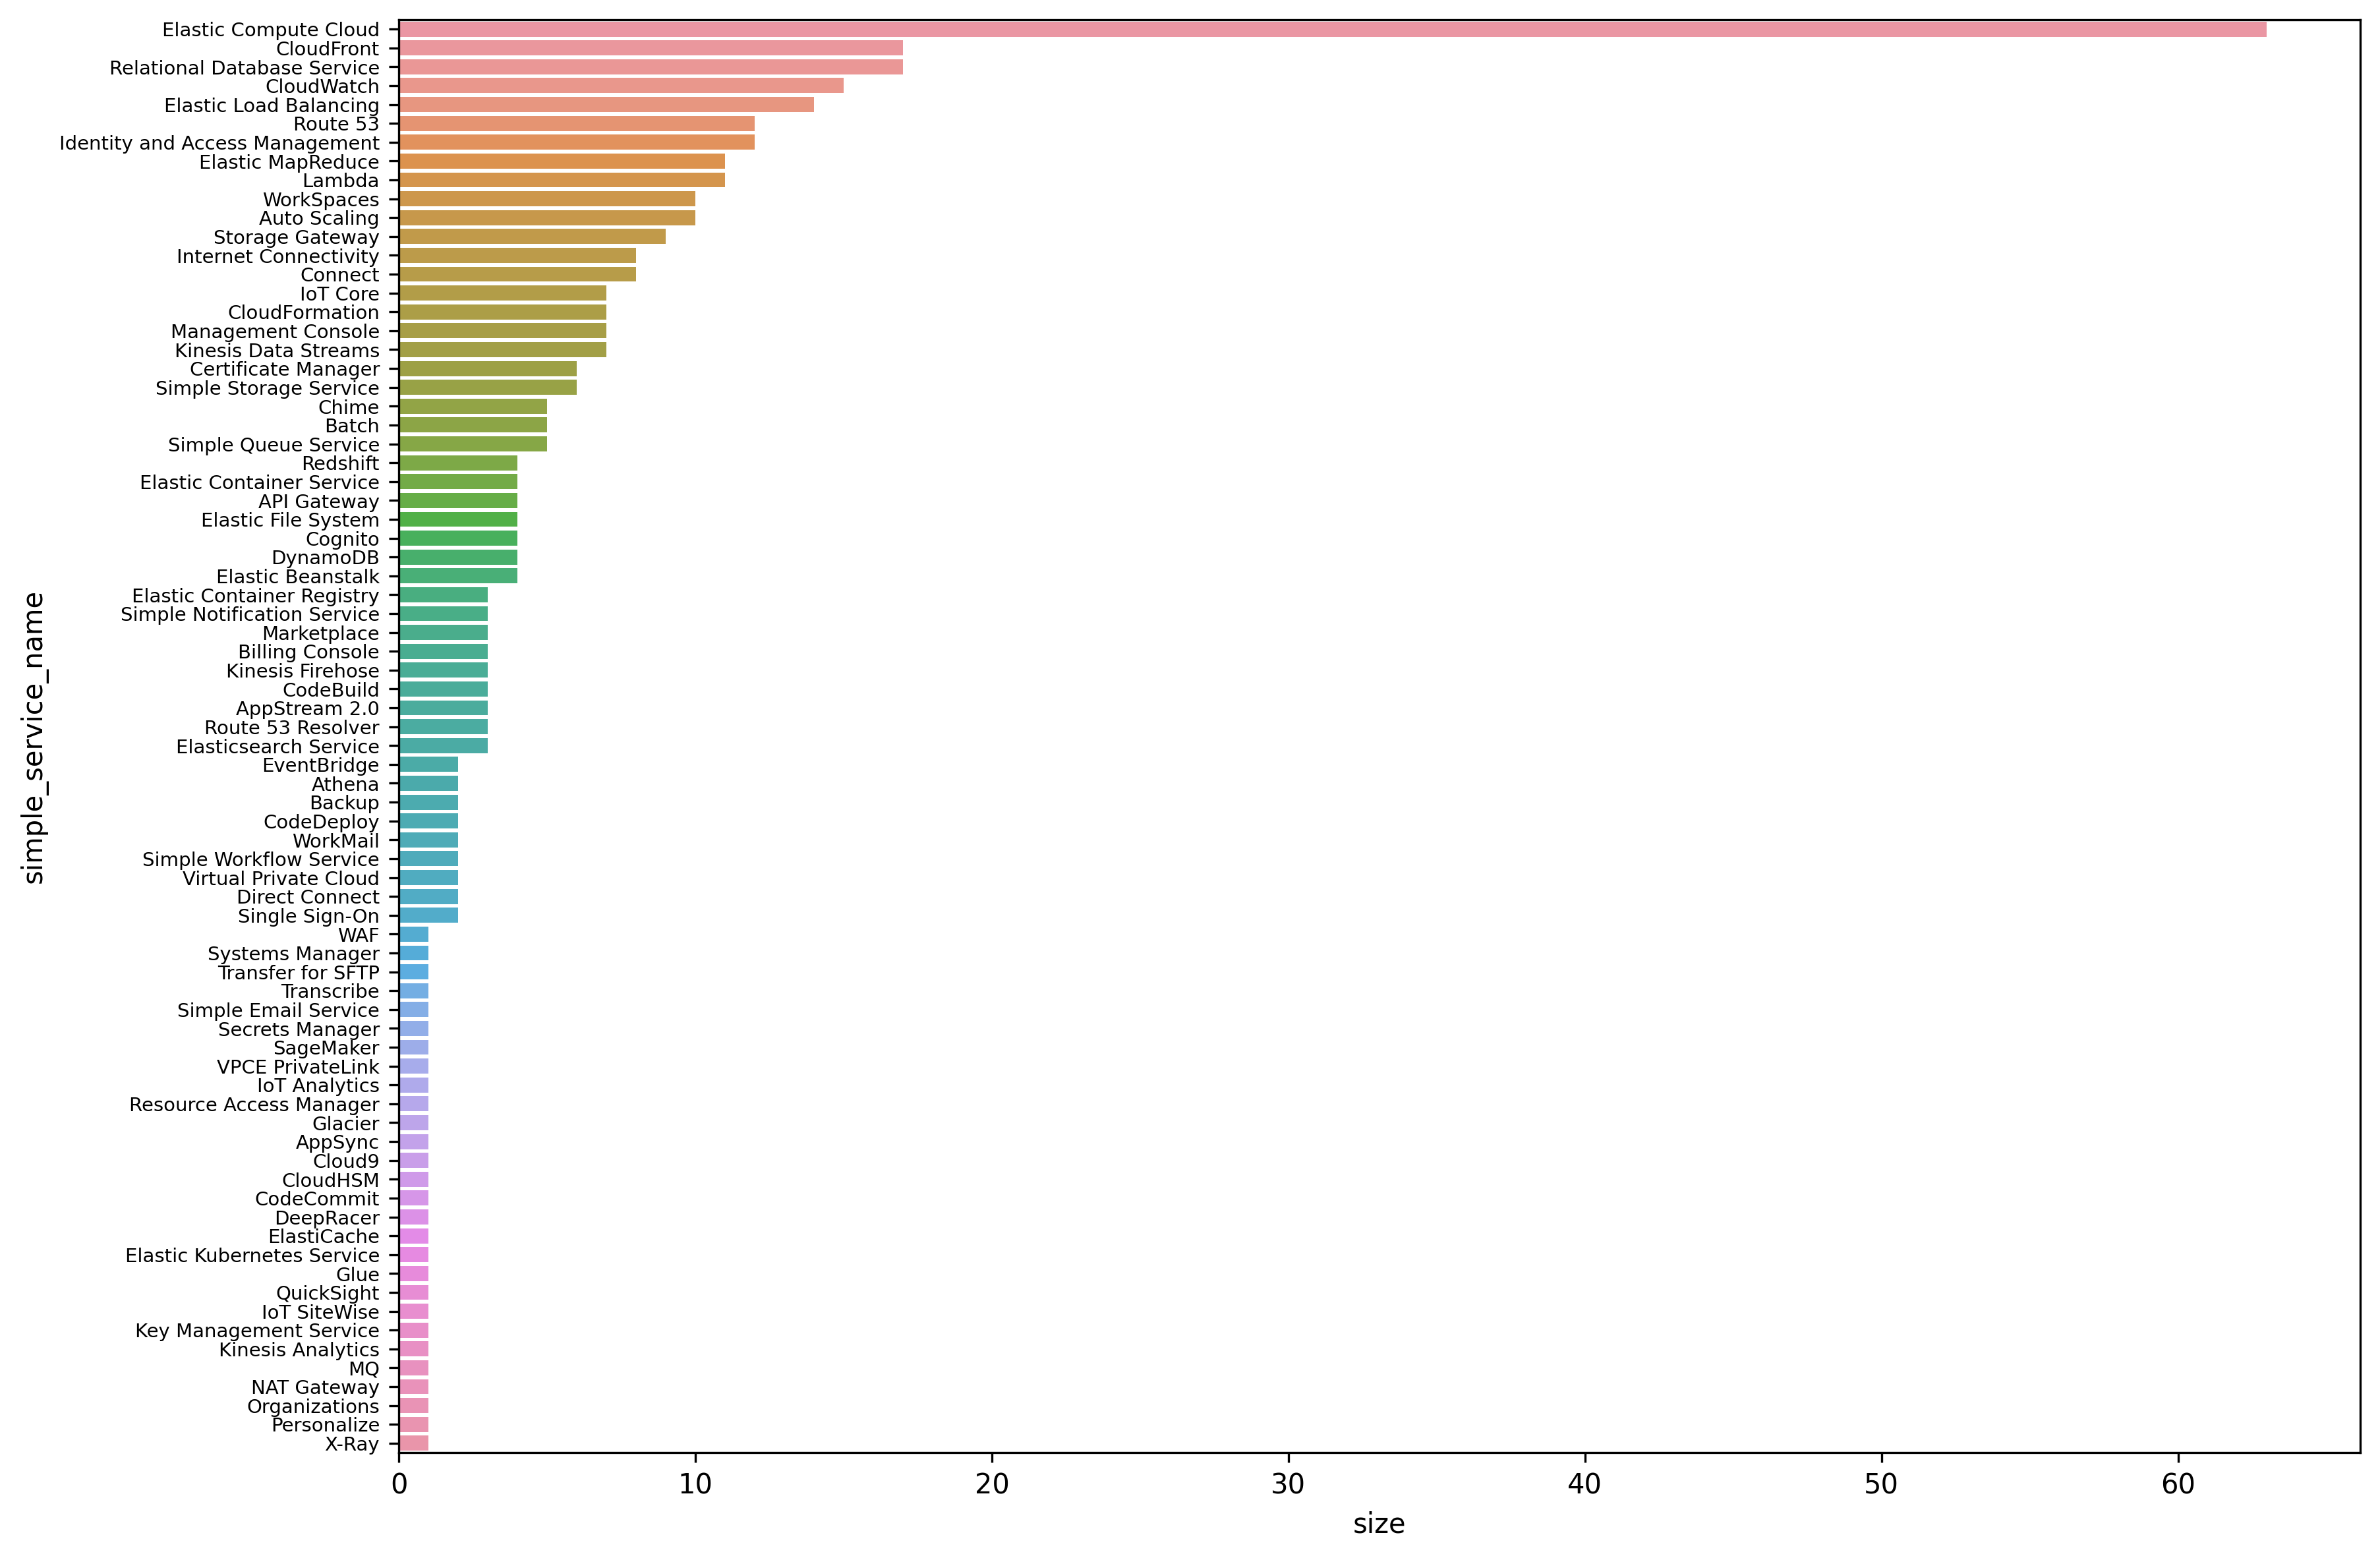 Elastic Compute Cloud
CloudFront
Relational Database Service
CloudWatch
Elastic Load Balancing
Route 53
Identity and Access Management
Elastic MapReduce
Lambda
WorkSpaces
Auto Scaling
Storage Gateway
Internet Connectivity
Connect
IoT Core
CloudFormation
Management Console
Kinesis Data Streams
Certificate Manager
Simple Storage Service
Chime
Batch
Simple Queue Service
Redshift
Elastic Container Service
API Gateway
Elastic File System
Cognito
DynamoDB
Elastic Beanstalk
Elastic Container Registry
Simple Notification Service
Marketplace
Billing Console
Kinesis Firehose
CodeBuild
AppStream 2.0
Route 53 Resolver
Elasticsearch Service
EventBridge
Athena
Backup
CodeDeploy
WorkMail
Simple Workflow Service
Virtual Private Cloud
Direct Connect
Single Sign-On
WAF
Systems Manager
Transfer for SFTP
Transcribe
Simple Email Service
Secrets Manager
SageMaker
VPCE PrivateLink
IoT Analytics
Resource Access Manager
Glacier
AppSync
Cloud9
CloudHSM
CodeCommit
DeepRacer
ElastiCache
Elastic Kubernetes Service
Glue
QuickSight
IoT SiteWise
Key Management Service
Kinesis Analytics
MQ
NAT Gateway
Organizations
Personalize
X-Ray
simple_service_name
0 10 20 30 40 50 60
size